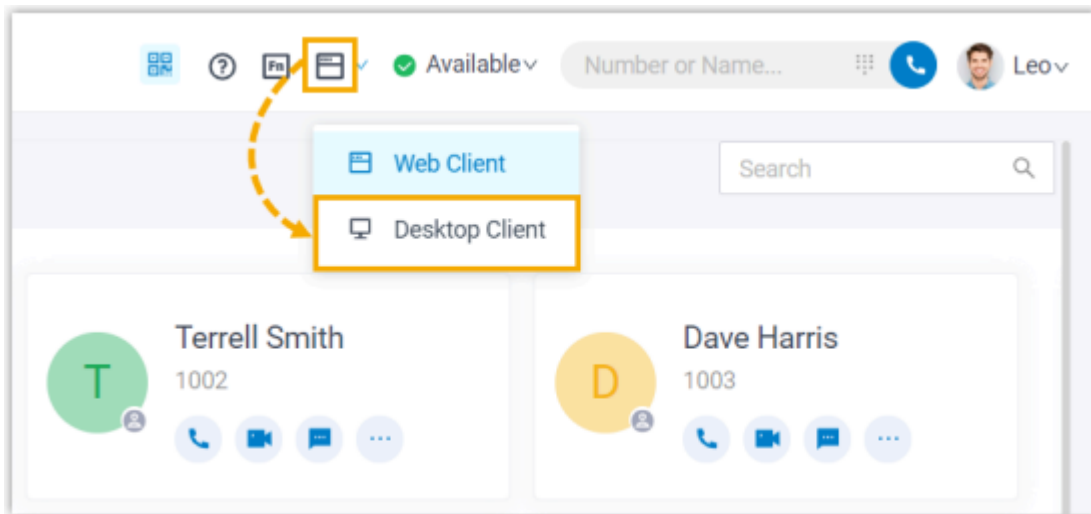 Fn
Available
Number or Name...
Leo
Web Client
Search
Desktop Client
Terrell Smith
Dave Harris
T
1002
D
1003